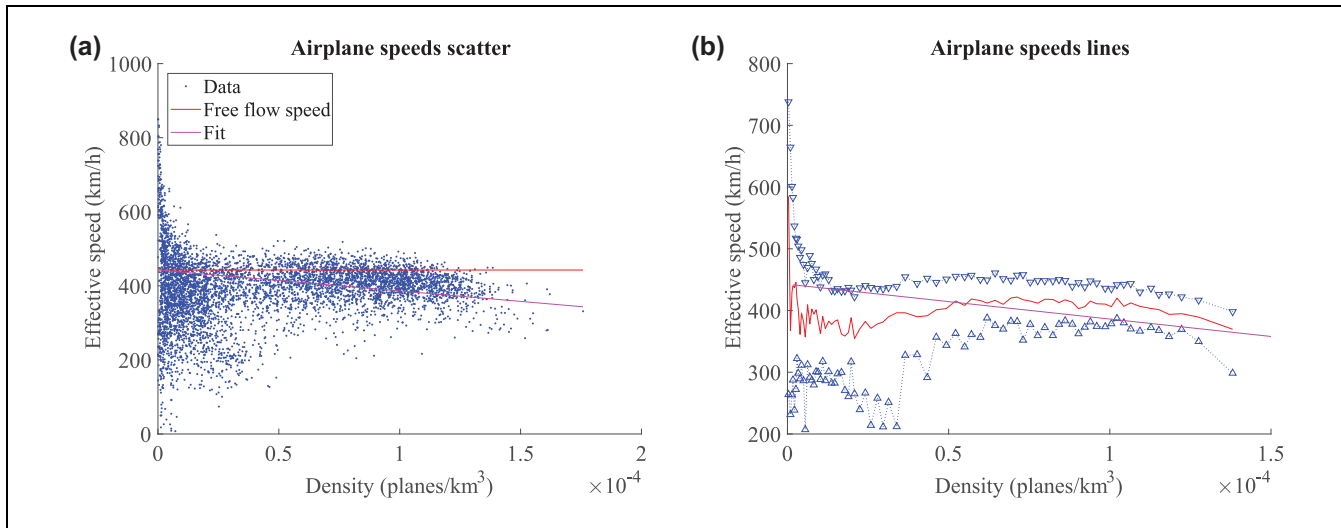 (a)
Airplane speeds scatter
1000
800
600
400
200
0
Effective speed (km/h)
Data
Free flow speed
Fit
0
0.5
1
1.5
2
Density (planes/km³)
×10⁻⁴
(b)
Airplane speeds lines
800
700
600
500
400
300
200
Effective speed (km/h)
0
0.5
1
1.5
Density (planes/km³)
×10⁻⁴